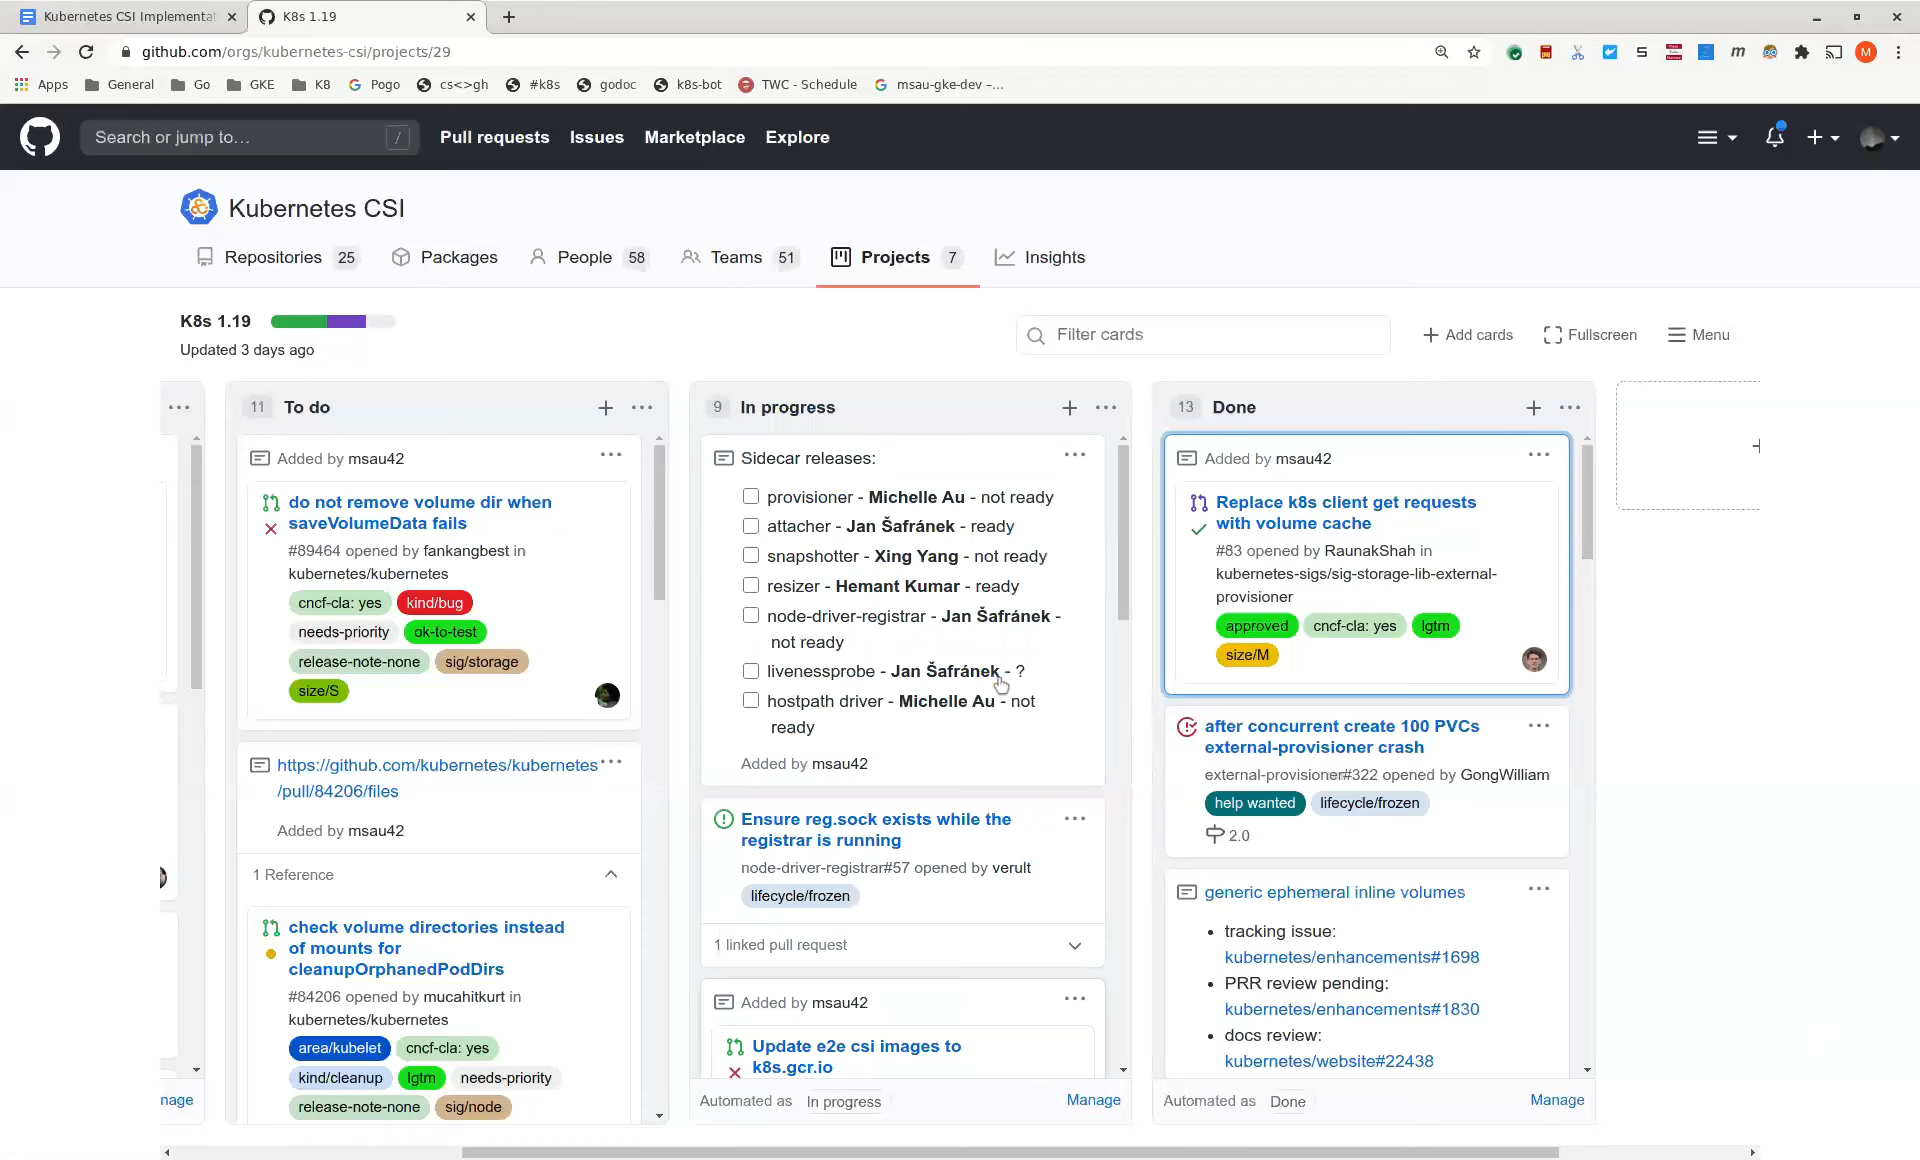 Kubernetes CSI Implementat
K8s 1.19
github.com/orgs/kubernetes-csi/projects/29
Apps General Go GKE K8 Pogo cs<>gh #k8s godoc k8s-bot TWC - Schedule msau-gke-dev –...
Search or jump to… /
Pull requests Issues Marketplace Explore
Kubernetes CSI
Repositories 25 Packages People 58 Teams 51 Projects 7 Insights
K8s 1.19
Updated 3 days ago
Filter cards
Add cards Fullscreen Menu
11 To do
Added by msau42
do not remove volume dir when
saveVolumeData fails
#89464 opened by fankangbest in
kubernetes/kubernetes
cncf-cla: yes kind/bug
needs-priority ok-to-test
release-note-none sig/storage
size/S
https://github.com/kubernetes/kubernetes
/pull/84206/files
Added by msau42
1 Reference
check volume directories instead
of mounts for
cleanupOrphanedPodDirs
#84206 opened by mucahitkurt in
kubernetes/kubernetes
area/kubelet cncf-cla: yes
kind/cleanup lgtm needs-priority
release-note-none sig/node
nage
9 In progress
Sidecar releases:
provisioner - Michelle Au - not ready
attacher - Jan Šafránek - ready
snapshotter - Xing Yang - not ready
resizer - Hemant Kumar - ready
node-driver-registrar - Jan Šafránek -
not ready
livenessprobe - Jan Šafránek - ?
hostpath driver - Michelle Au - not
ready
Added by msau42
Ensure reg.sock exists while the
registrar is running
node-driver-registrar#57 opened by verult
lifecycle/frozen
1 linked pull request
Added by msau42
Update e2e csi images to
k8s.gcr.io
Automated as In progress Manage
13 Done
Added by msau42
Replace k8s client get requests
with volume cache
#83 opened by RaunakShah in
kubernetes-sigs/sig-storage-lib-external-
provisioner
approved cncf-cla: yes lgtm
size/M
after concurrent create 100 PVCs
external-provisioner crash
external-provisioner#322 opened by GongWilliam
help wanted lifecycle/frozen
2.0
generic ephemeral inline volumes
tracking issue:
kubernetes/enhancements#1698
PRR review pending:
kubernetes/enhancements#1830
docs review:
kubernetes/website#22438
Automated as Done Manage